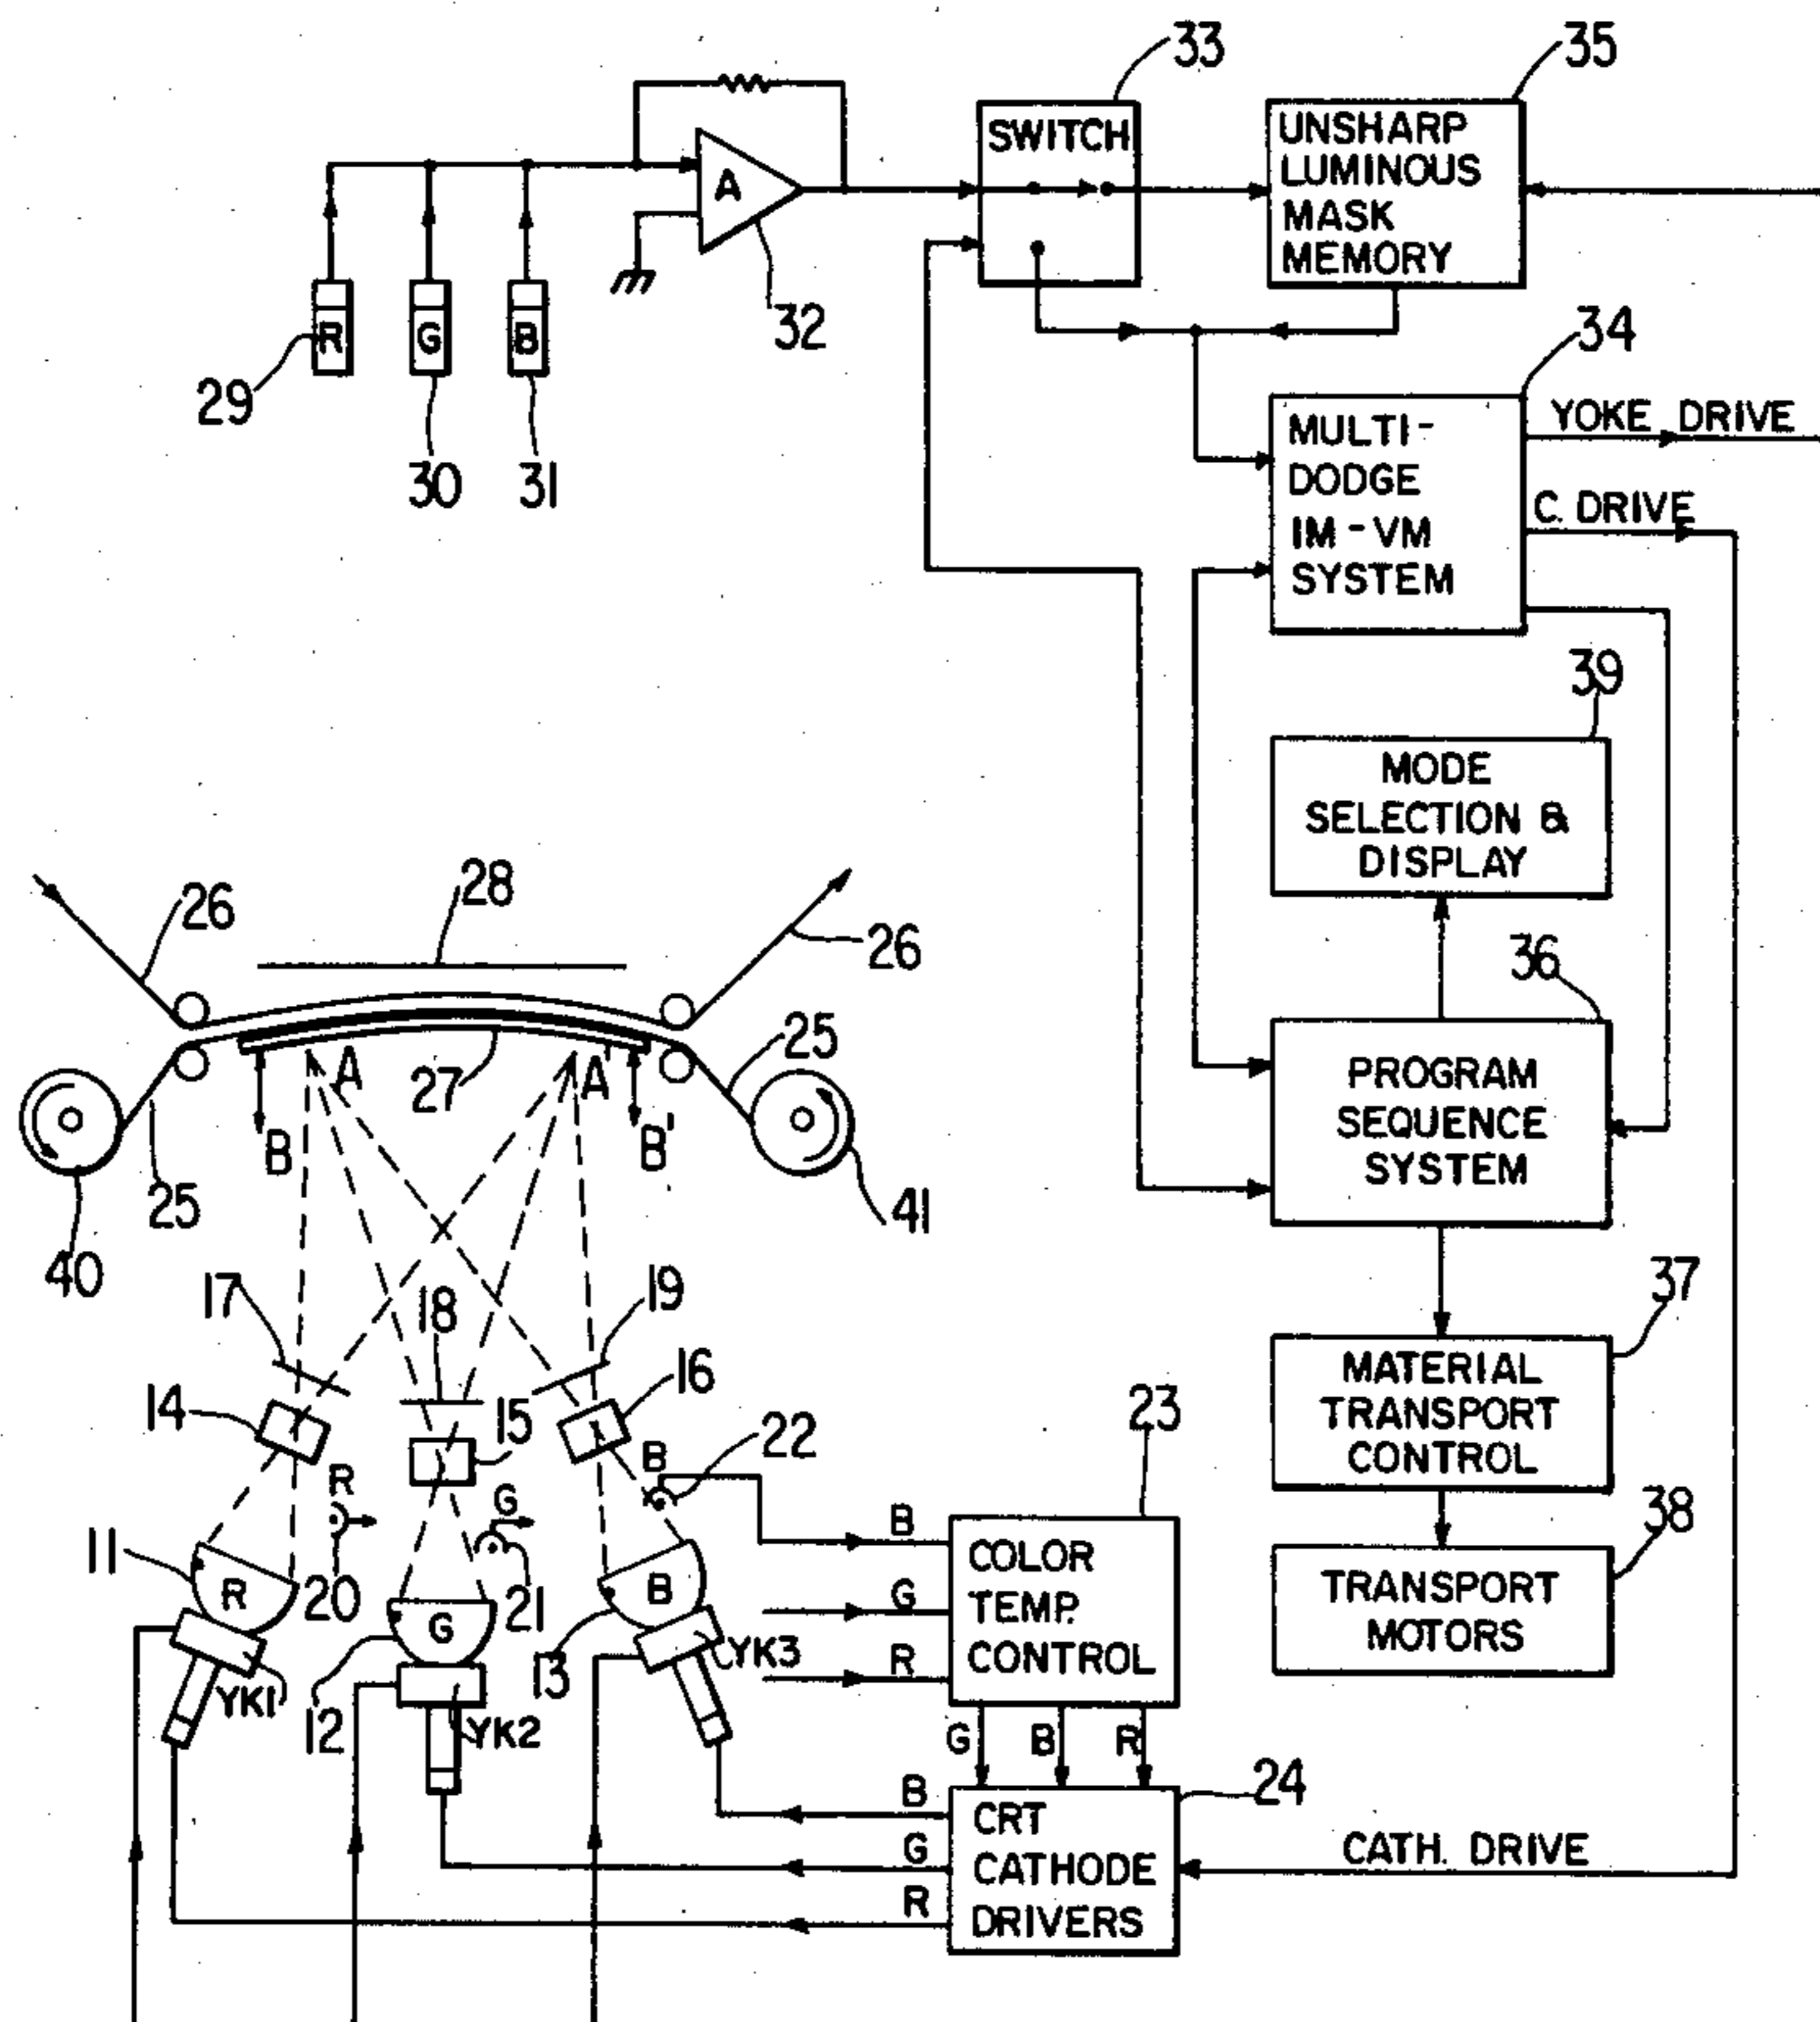 33
35
SWITCH
UNSHARP
LUMINOUS
MASK
MEMORY
A
R
G
B
29
30
31
32
34
MULTI-
DODGE
IM-VM
SYSTEM
YOKE DRIVE
C. DRIVE
39
MODE
SELECTION &
DISPLAY
26
28
26
36
PROGRAM
SEQUENCE
SYSTEM
A
27
A'
25
B
B'
25
40
41
17
18
19
37
MATERIAL
TRANSPORT
CONTROL
14
15
16
22
23
R
G
B
38
TRANSPORT
MOTORS
11
R
20
G
21
B
13
12
YK1
YK2
YK3
B
G
R
COLOR
TEMP.
CONTROL
G
B
R
24
B
G
R
CRT
CATHODE
DRIVERS
CATH. DRIVE